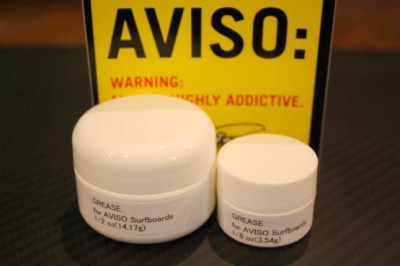 AVISO:
WARNING:
HIGHLY ADDICTIVE.
GREASE.
for AVISO Surfboards
1/2 oz(14.17g)
GREASE
for AVISO Surfboards
1/8 oz(3.54g)